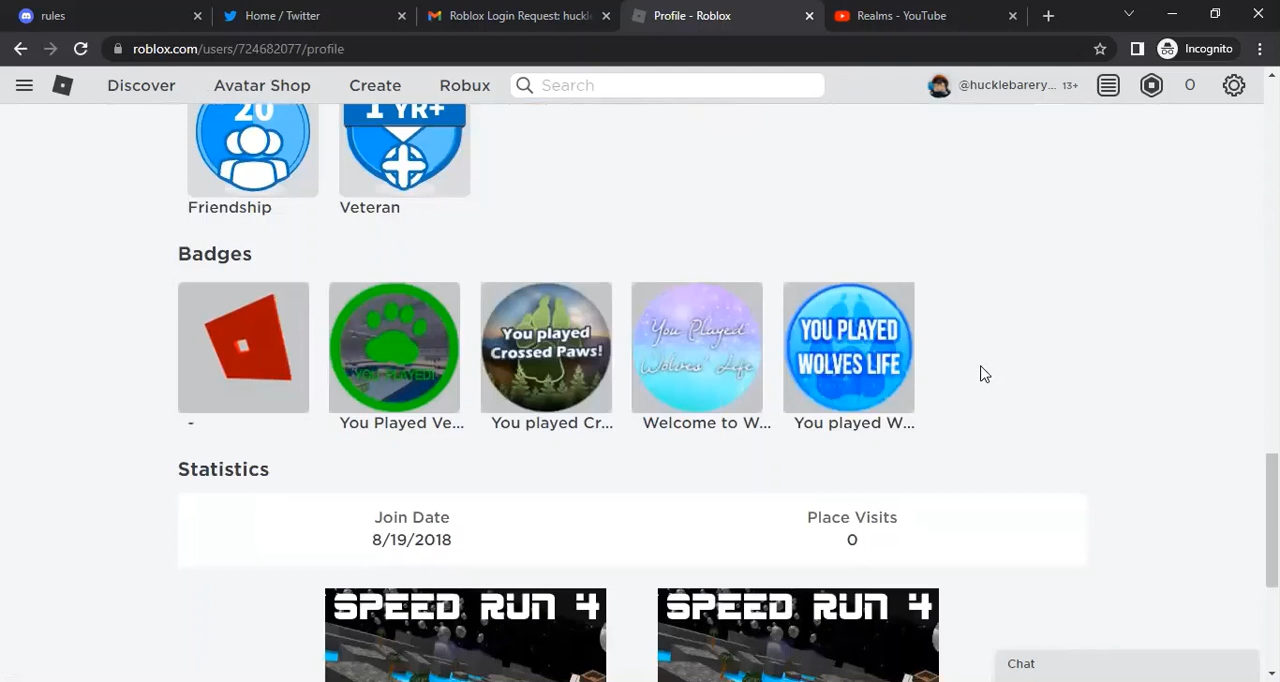 rules
Home / Twitter
Roblox Login Request: huckle
Profile - Roblox
Realms - YouTube
roblox.com/users/724682077/profile
Incognito
Discover
Avatar Shop
Create
Robux
Search
@hucklebarery... 13+
0
20
1 YR+
Friendship
Veteran
Badges
YOU PLAYED!
You played
Crossed Paws!
You Played
Wolves' Life
YOU PLAYED
WOLVES LIFE
-
You Played Ve...
You played Cr...
Welcome to W...
You played W...
Statistics
Join Date
Place Visits
8/19/2018
0
SPEED RUN 4
SPEED RUN 4
Chat